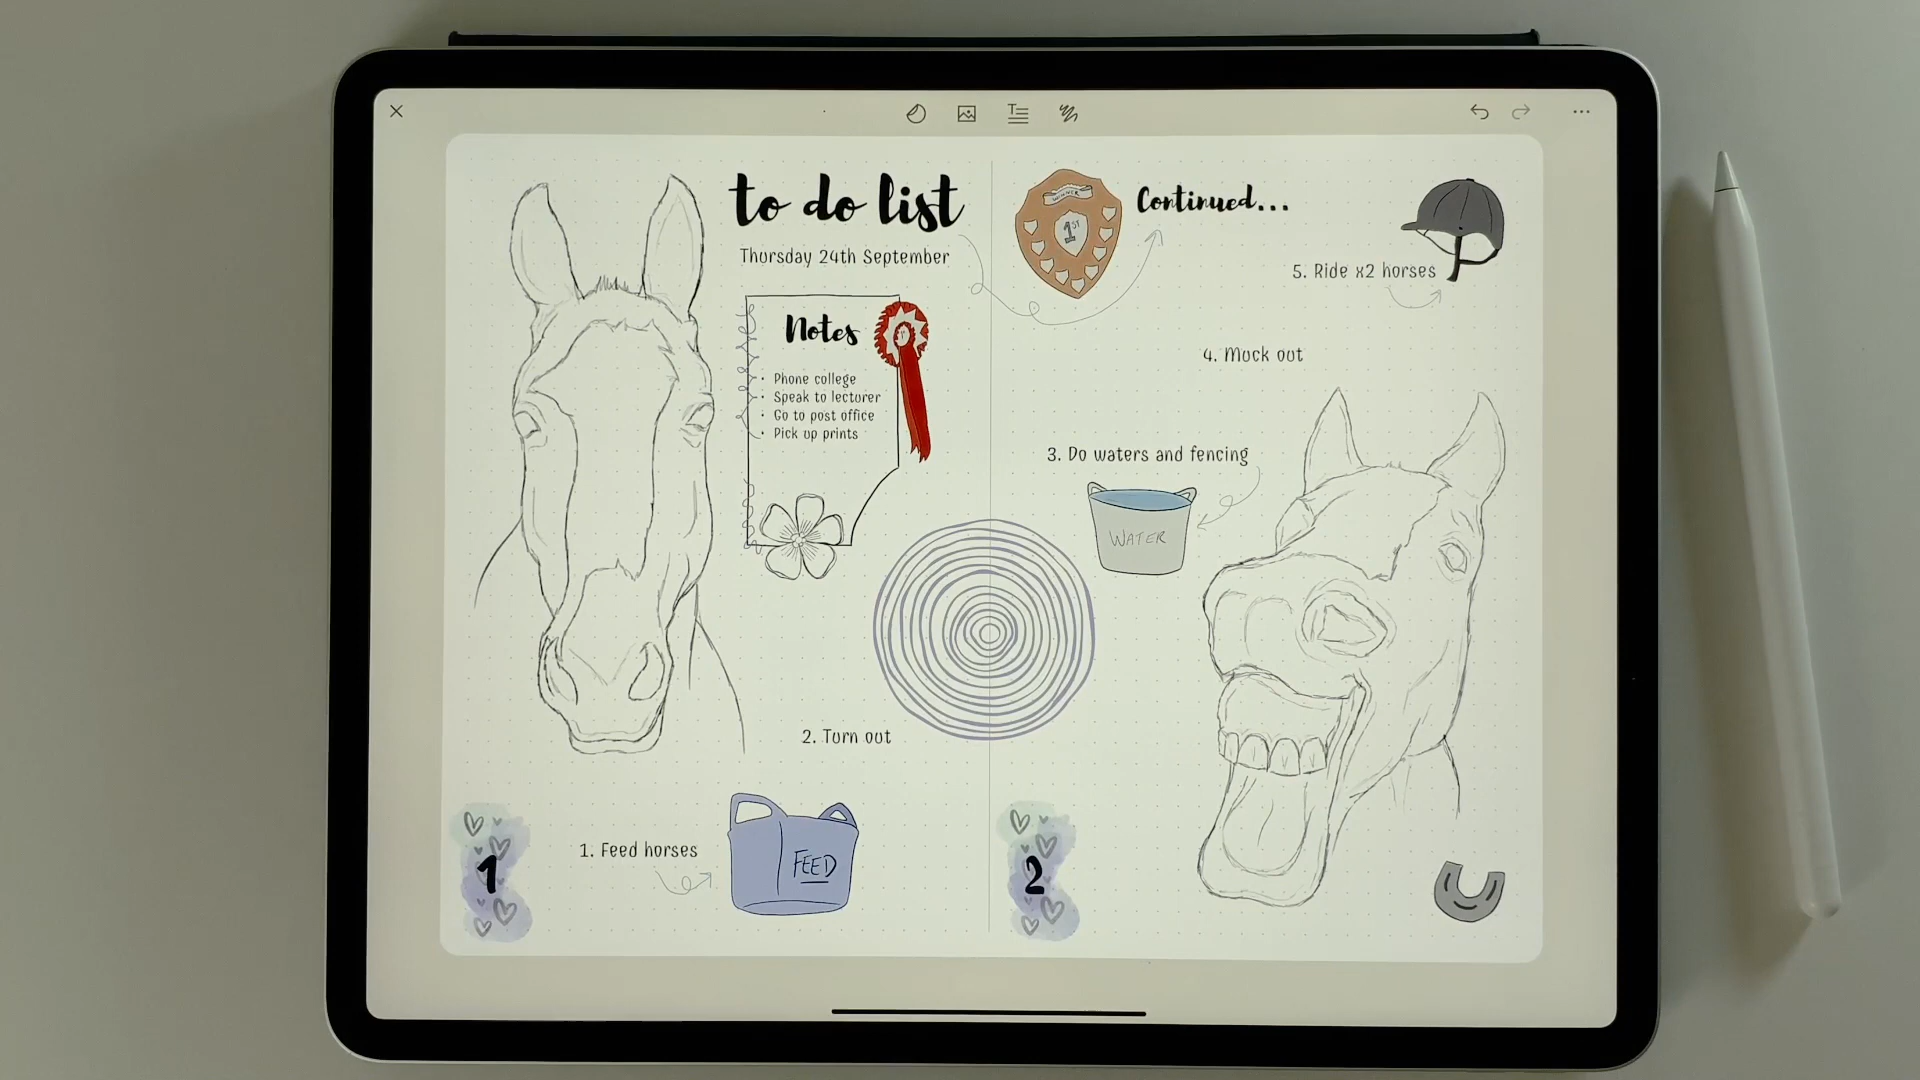 to do list
Thursday 24th September
Notes
• Phone college
• Speak to lecturer
• Go to post office
• Pick up prints
2. Turn out
1. Feed horses
FEED
1
WINNER
1ST
Continued...
5. Ride x2 horses
4. Muck out
3. Do waters and fencing
WATER
2